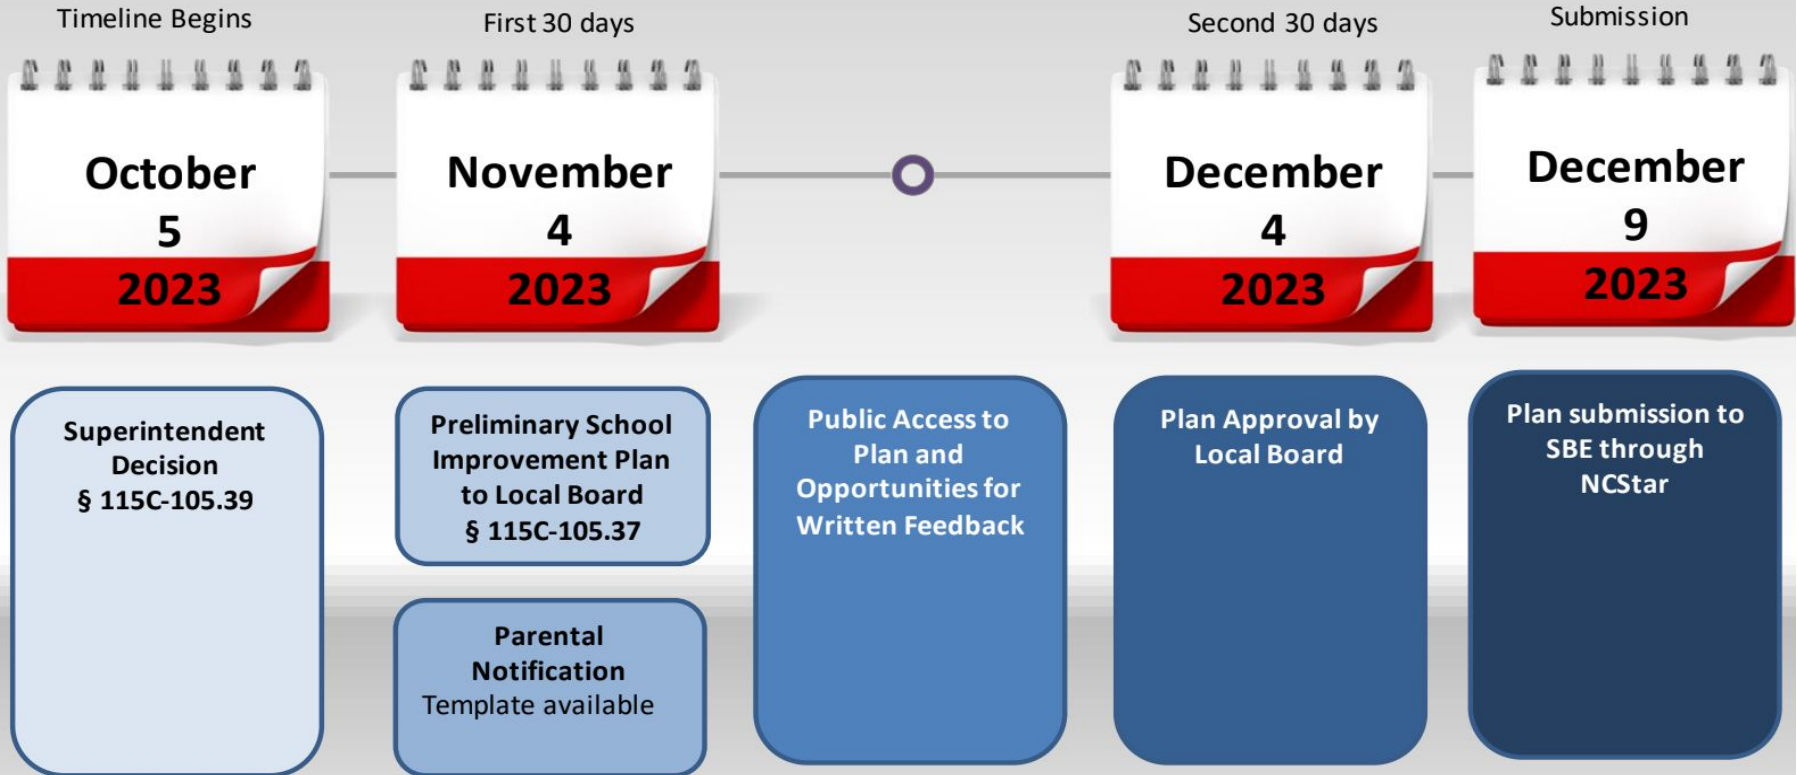 Timeline Begins
First 30 days
Second 30 days
Submission
October
5
2023
November
4
2023
December
4
2023
December
9
2023
Superintendent
Decision
§ 115C-105.39
Preliminary School
Improvement Plan
to Local Board
§ 115C-105.37
Parental
Notification
Template available
Public Access to
Plan and
Opportunities for
Written Feedback
Plan Approval by
Local Board
Plan submission to
SBE through
NCStar